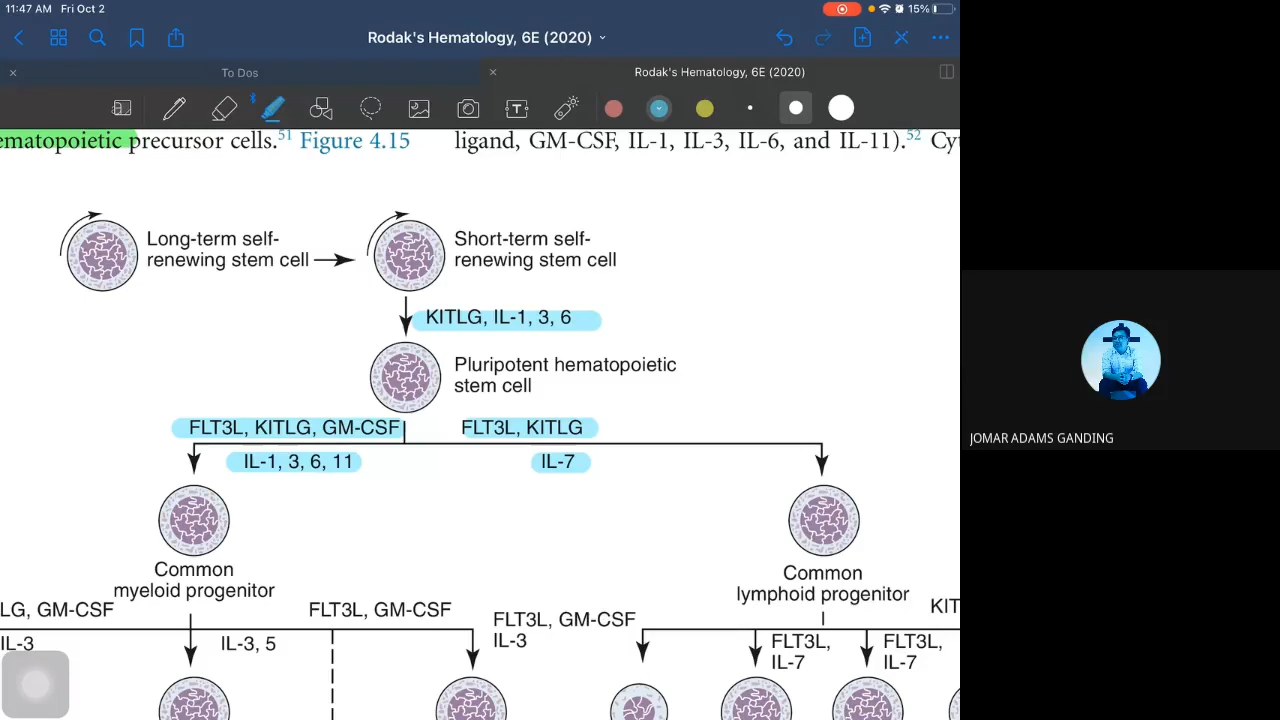 11:47 AM Fri Oct 2
15%
Rodak's Hematology, 6E (2020)
To Dos
Rodak's Hematology, 6E (2020)
ematopoietic precursor cells.51 Figure 4.15
ligand, GM-CSF, IL-1, IL-3, IL-6, and IL-11).52 Cyt
Long-term self-
renewing stem cell
Short-term self-
renewing stem cell
KITLG, IL-1, 3, 6
Pluripotent hematopoietic
stem cell
FLT3L, KITLG, GM-CSF
FLT3L, KITLG
IL-1, 3, 6, 11
IL-7
Common
myeloid progenitor
Common
lymphoid progenitor
LG, GM-CSF
IL-3
IL-3, 5
FLT3L, GM-CSF
FLT3L, GM-CSF
IL-3
FLT3L,
IL-7
FLT3L,
IL-7
KIT
JOMAR ADAMS GANDING